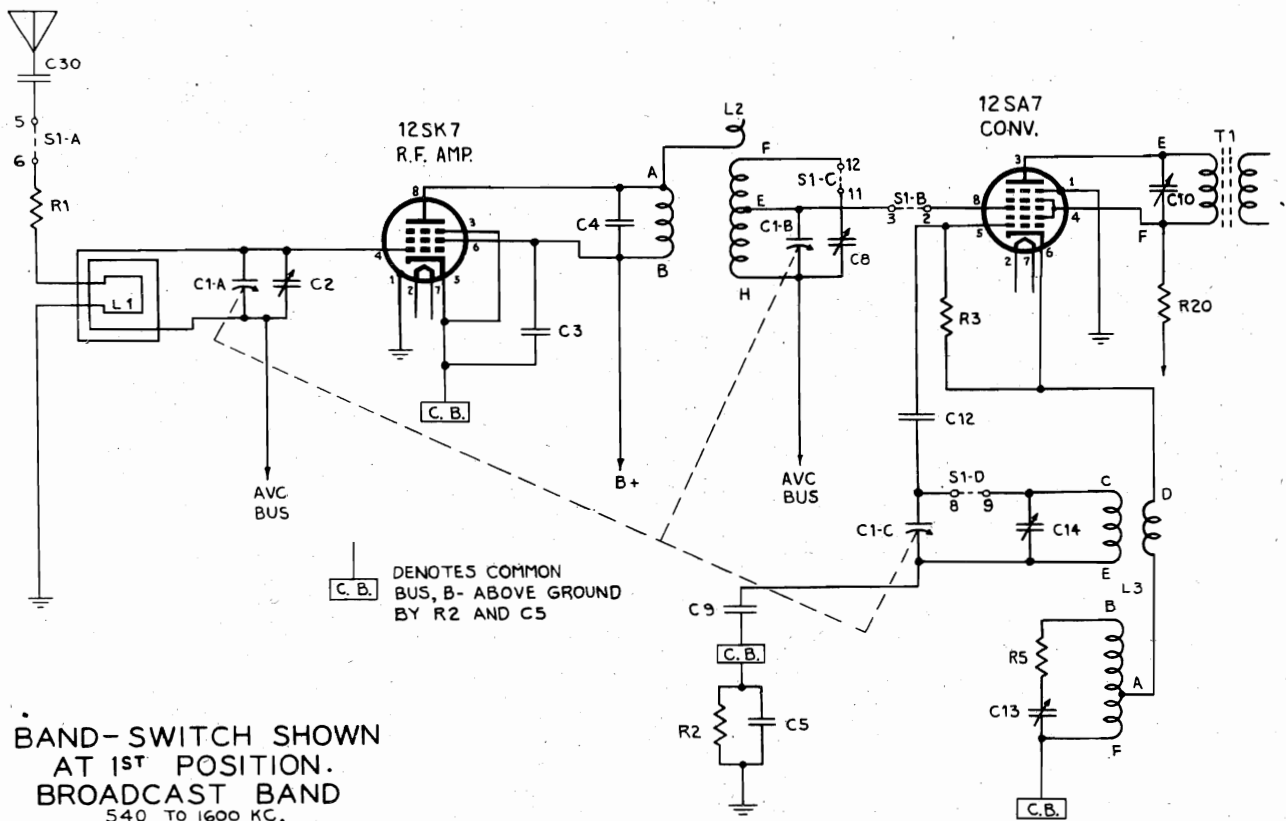 C30
5
S1-A
6
R1
L1
C1-A
C2
AVC
BUS
12SK7
R.F. AMP.
8
4
3
6
1
2
7
5
C3
C. B.
C4
A
B
B+
L2
F
E
H
12
S1-C
11
C1-B
C8
AVC
BUS
S1-B
3
2
12SA7
CONV.
3
1
8
4
5
2
7
6
E
C10
F
T1
R20
R3
C12
S1-D
8
9
C1-C
C14
C
E
D
L3
B
A
F
R5
C13
C. B.
C9
C. B.
R2
C5
C. B.
DENOTES COMMON
BUS, B- ABOVE GROUND
BY R2 AND C5
BAND-SWITCH SHOWN
AT 1ST POSITION.
BROADCAST BAND
540 TO 1600 KC.